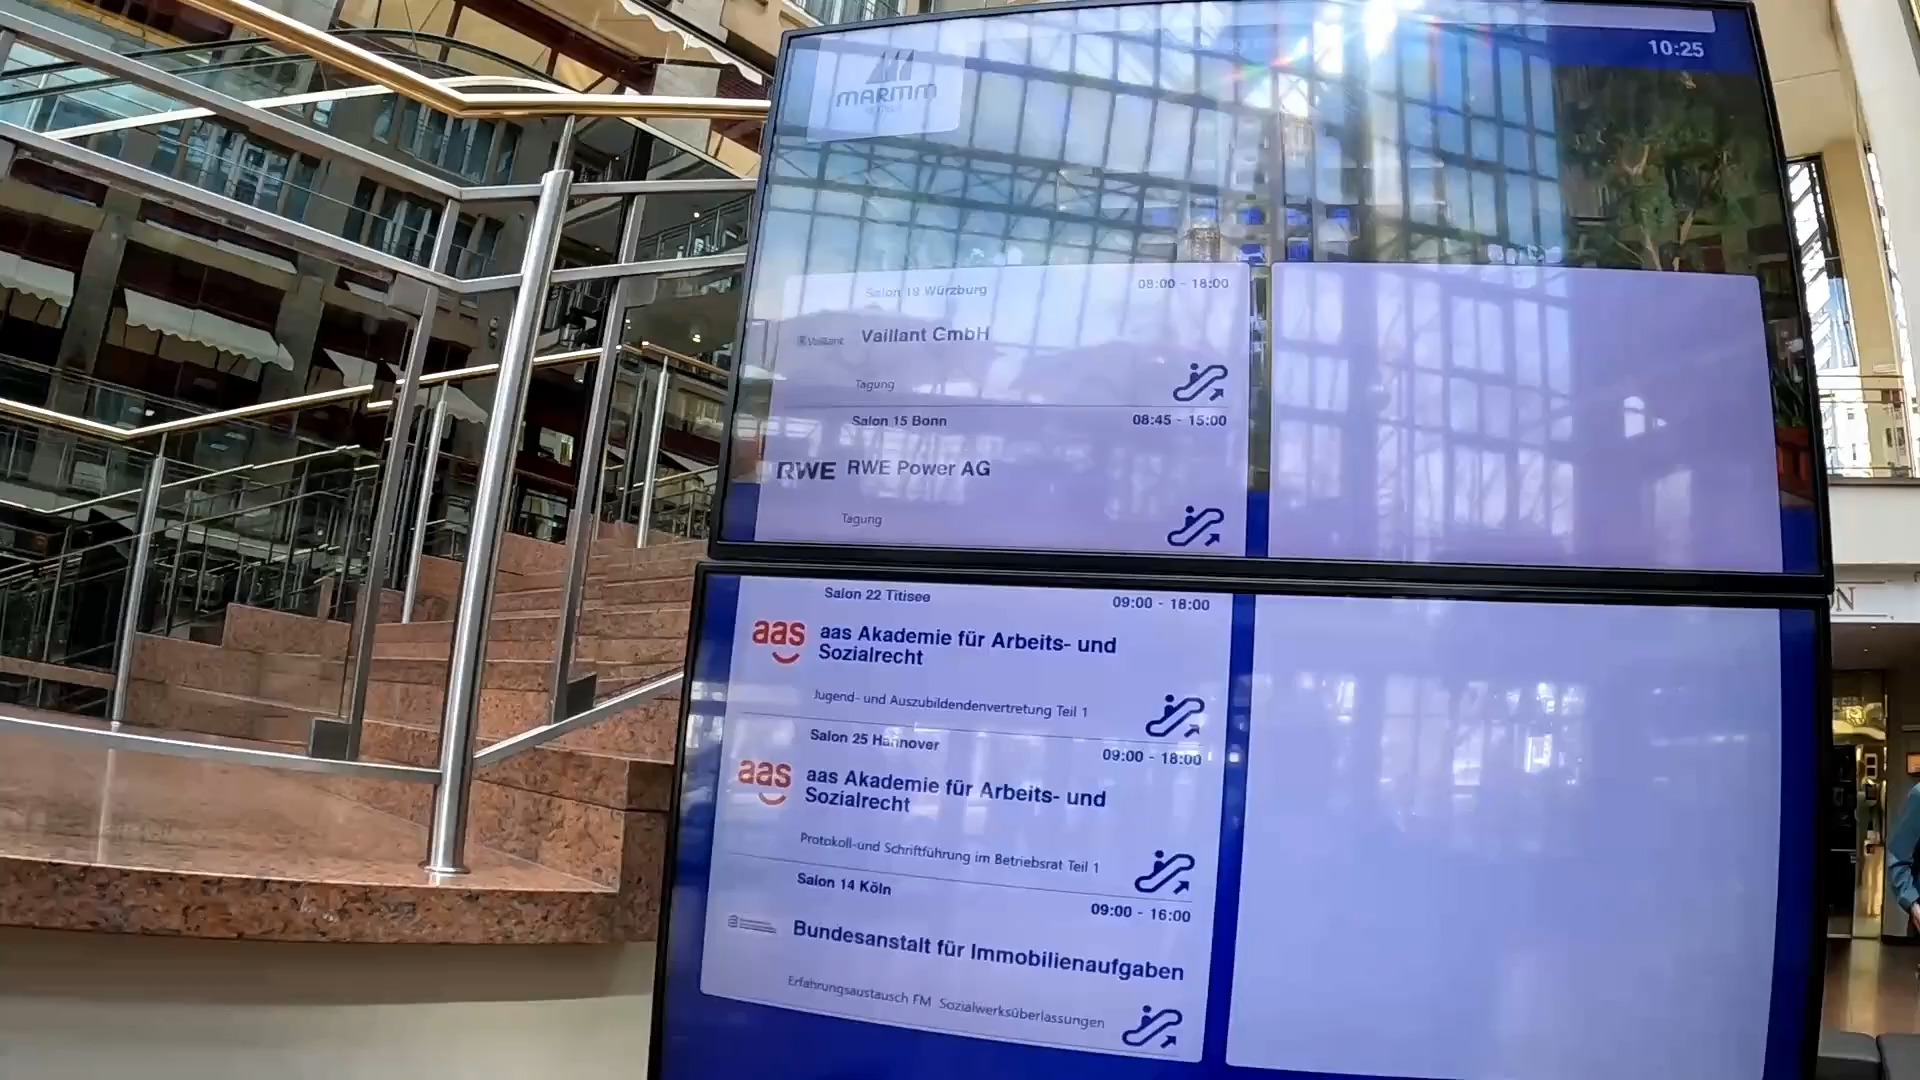 10:25
MARITIM
Salon 18 Würzburg 08:00 - 18:00
Vaillant Vaillant GmbH
Tagung
Salon 15 Bonn 08:45 - 15:00
RWE RWE Power AG
Tagung
Salon 22 Titisee 09:00 - 18:00
aas aas Akademie für Arbeits- und
Sozialrecht
Jugend- und Auszubildendenvertretung Teil 1
Salon 25 Hannover 09:00 - 18:00
aas aas Akademie für Arbeits- und
Sozialrecht
Protokoll-und Schriftführung im Betriebsrat Teil 1
Salon 14 Köln 09:00 - 16:00
Bundesanstalt für Immobilienaufgaben
Erfahrungsaustausch FM Sozialwerksüberlassungen